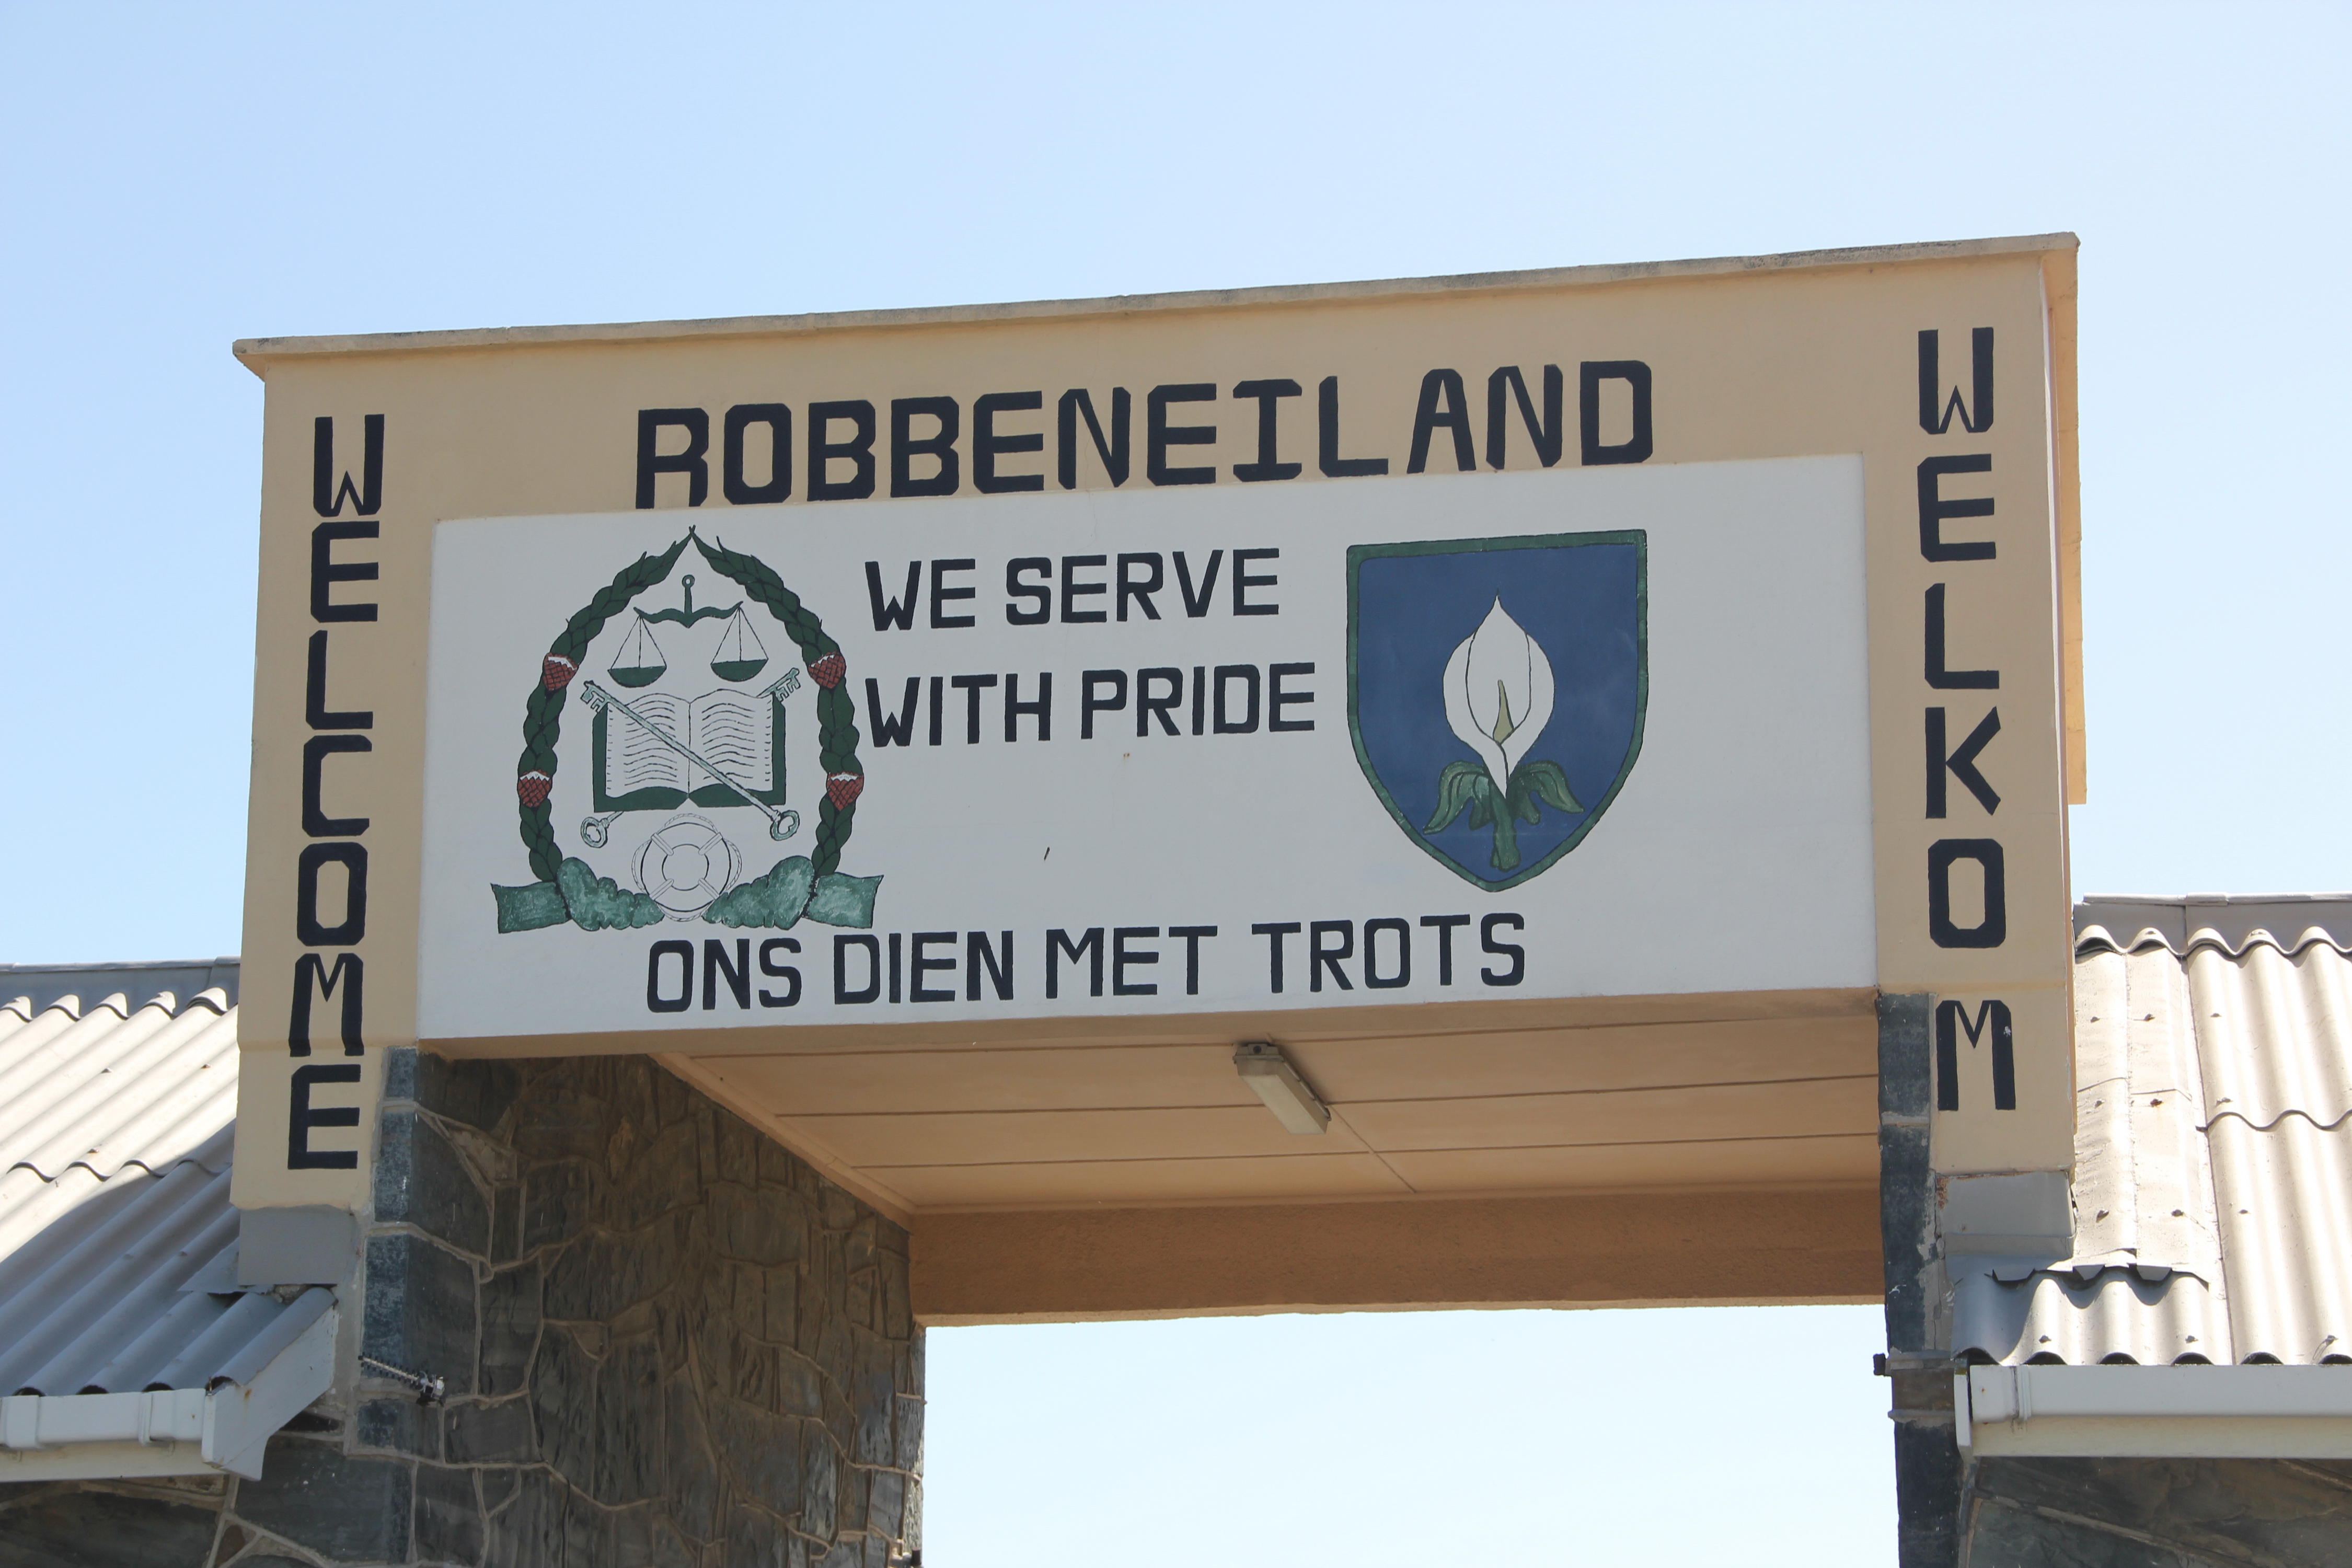 WELCOME
ROBBENEILAND
WELKOM
WE SERVE
WITH PRIDE
ONS DIEN MET TROTS